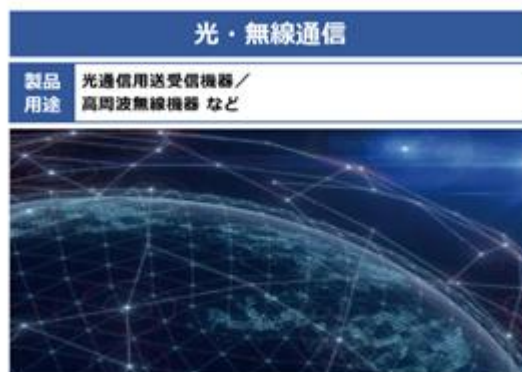 光・無線通信
製品
用途
光通信用送受信機器／
高周波無線機器 など